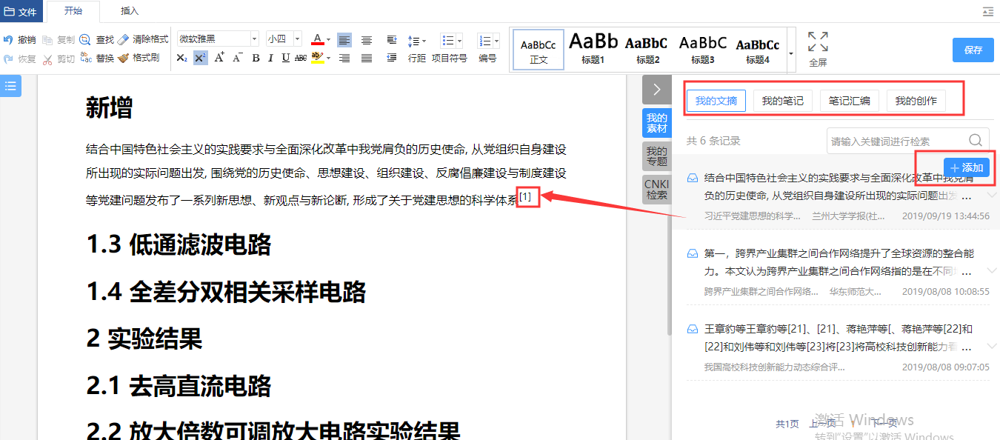 文件 开始 插入
撤销 复制 查找 清除格式 微软雅黑 小四 A
恢复 剪切 替换 格式刷 X₂ X² A⁺ A⁻ B I U ABC ab 行距 项目符号 编号
AaBbCc AaBb AaBbC AaBbC AaBbCc
正文 标题1 标题2 标题3 标题4
全屏
保存
新增
结合中国特色社会主义的实践要求与全面深化改革中我党肩负的历史使命, 从党组织自身建设
所出现的实际问题出发, 围绕党的历史使命、思想建设、组织建设、反腐倡廉建设与制度建设
等党建问题发布了一系列新思想、新观点与新论断, 形成了关于党建思想的科学体系[1]
1.3 低通滤波电路
1.4 全差分双相关采样电路
2 实验结果
2.1 去高直流电路
2.2 放大倍数可调放大电路实验结果
我的
素材
我的
专题
CNKI
检索
我的文摘 我的笔记 笔记汇编 我的创作
共 6 条记录 请输入关键词进行检索
+ 添加
结合中国特色社会主义的实践要求与全面深化改革中我党肩
负的历史使命, 从党组织自身建设所出现的实际问题出发 ...
习近平党建思想的科学... 兰州大学学报(社... 2019/09/19 13:44:56
第一，跨界产业集群之间合作网络提升了全球资源的整合能
力。本文认为跨界产业集群之间合作网络指的是在不同 ...
跨界产业集群之间合作网络... 华东师范大... 2019/08/08 10:08:55
王章豹等王章豹等[21]、[21]、蒋艳萍等[、蒋艳萍等[22]和
[22]和刘伟等和刘伟等[23]将[23]将高校科技创新能力看 ...
我国高校科技创新能力动态综合评... 2019/08/08 09:07:05
共1页 上一页 1 下一页
激活 Windows
转到"设置"以激活 Windows